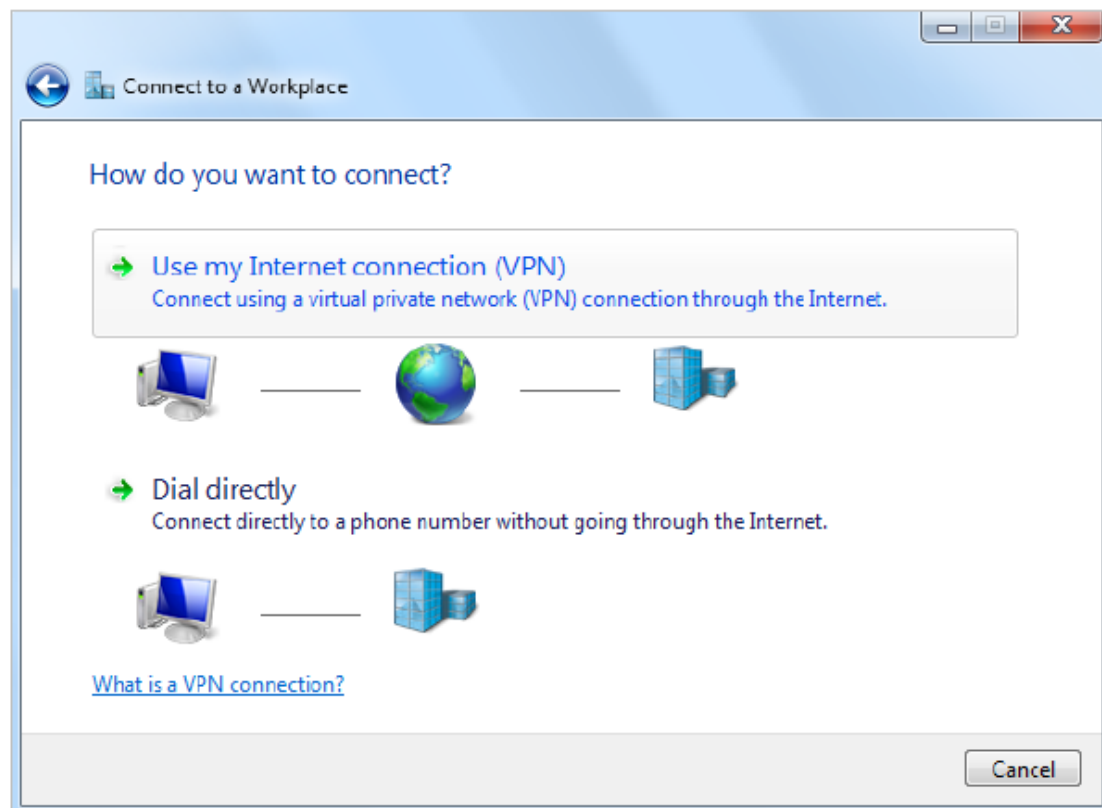 Connect to a Workplace
How do you want to connect?
Use my Internet connection (VPN)
Connect using a virtual private network (VPN) connection through the Internet.
Dial directly
Connect directly to a phone number without going through the Internet.
What is a VPN connection?
Cancel